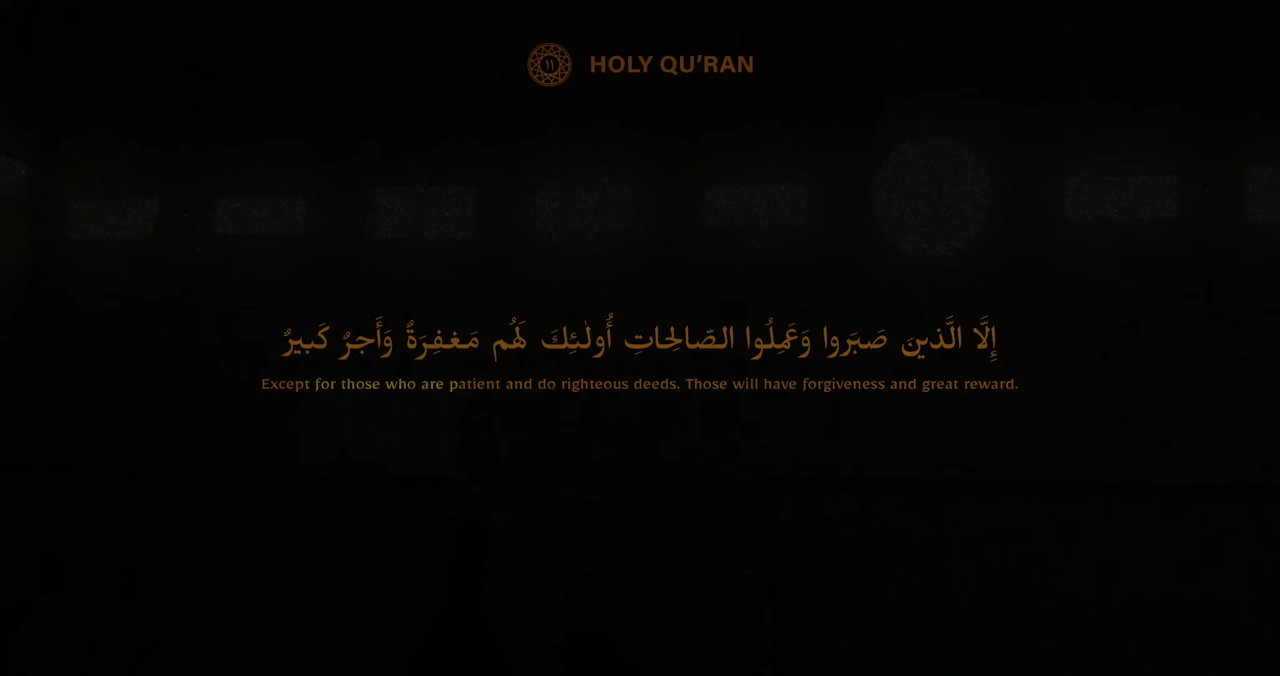 ١١ HOLY QU’RAN
إِلَّا الَّذينَ صَبَروا وَعَمِلُوا الصّالِحاتِ أُولٰئِكَ لَهُم مَغفِرَةٌ وَأَجرٌ كَبيرٌ
Except for those who are patient and do righteous deeds. Those will have forgiveness and great reward.